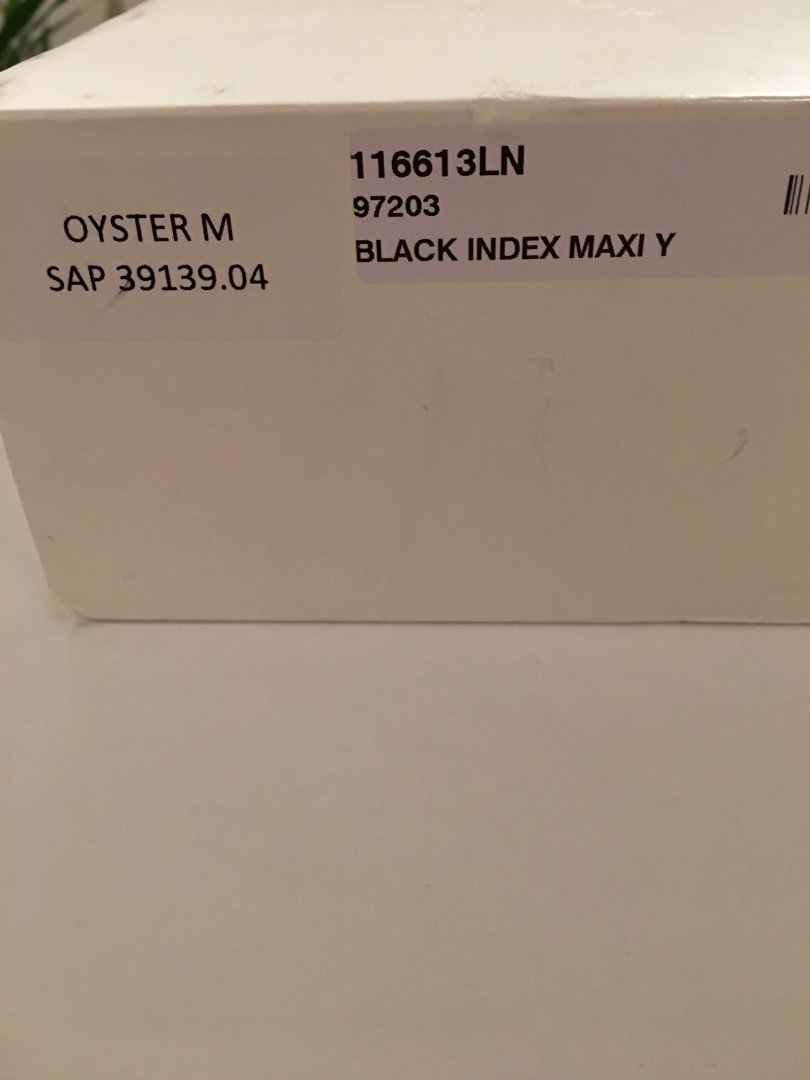 OYSTER M
SAP 39139.04
116613LN
97203
BLACK INDEX MAXI Y